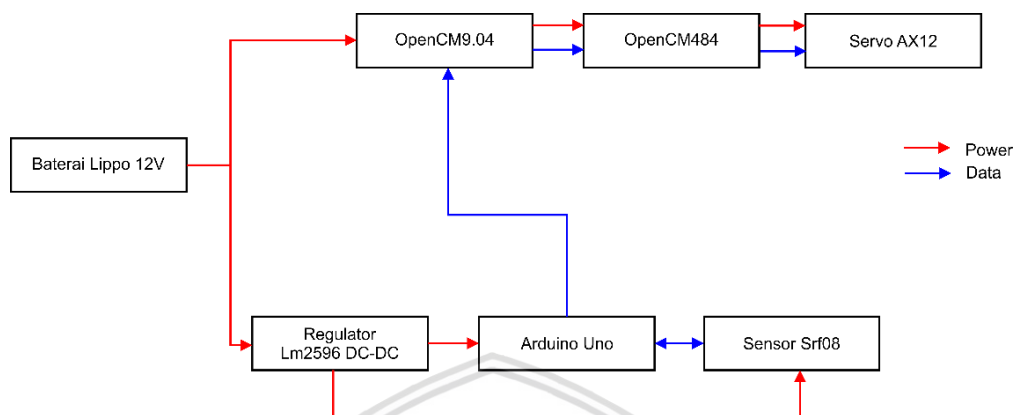 OpenCM9.04
OpenCM484
Servo AX12
Baterai Lippo 12V
Power
Data
Regulator
Lm2596 DC-DC
Arduino Uno
Sensor Srf08